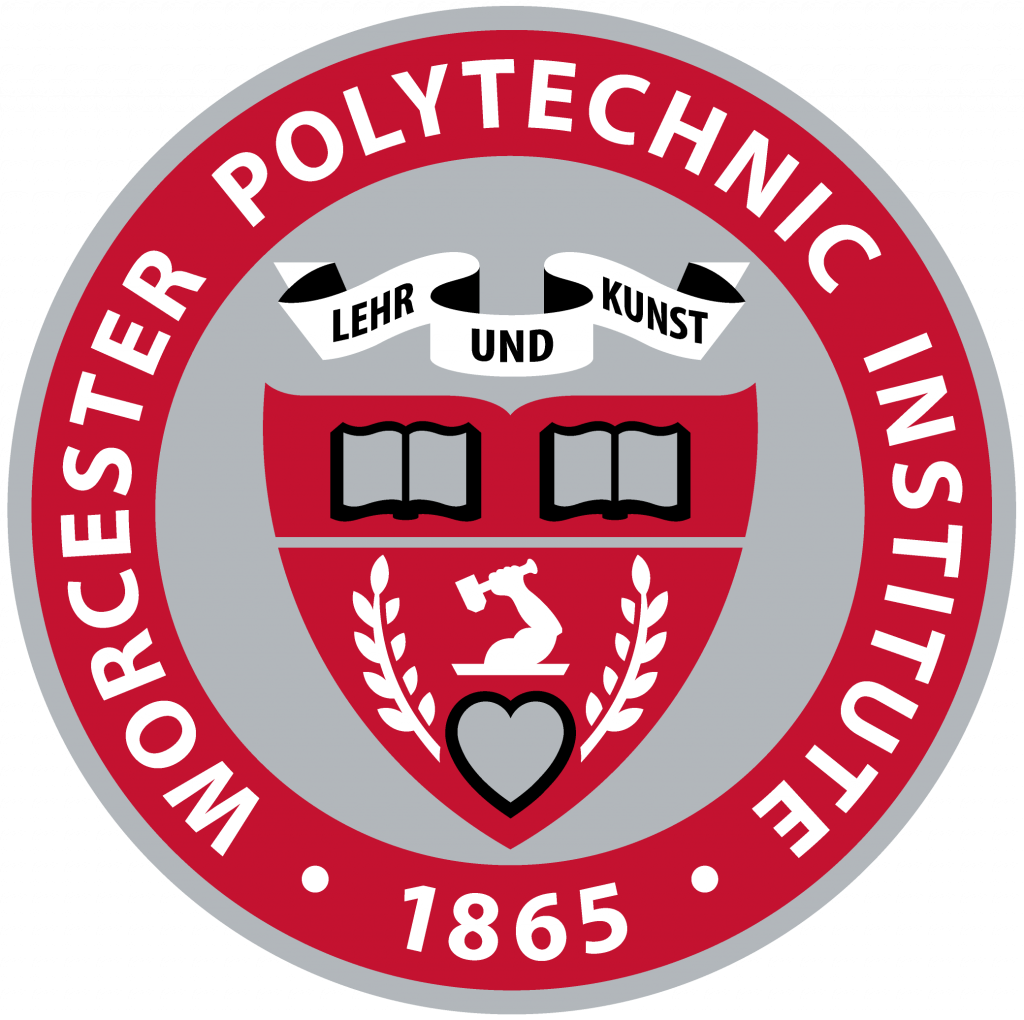 WORCESTER POLYTECHNIC INSTITUTE
LEHR UND KUNST
1865